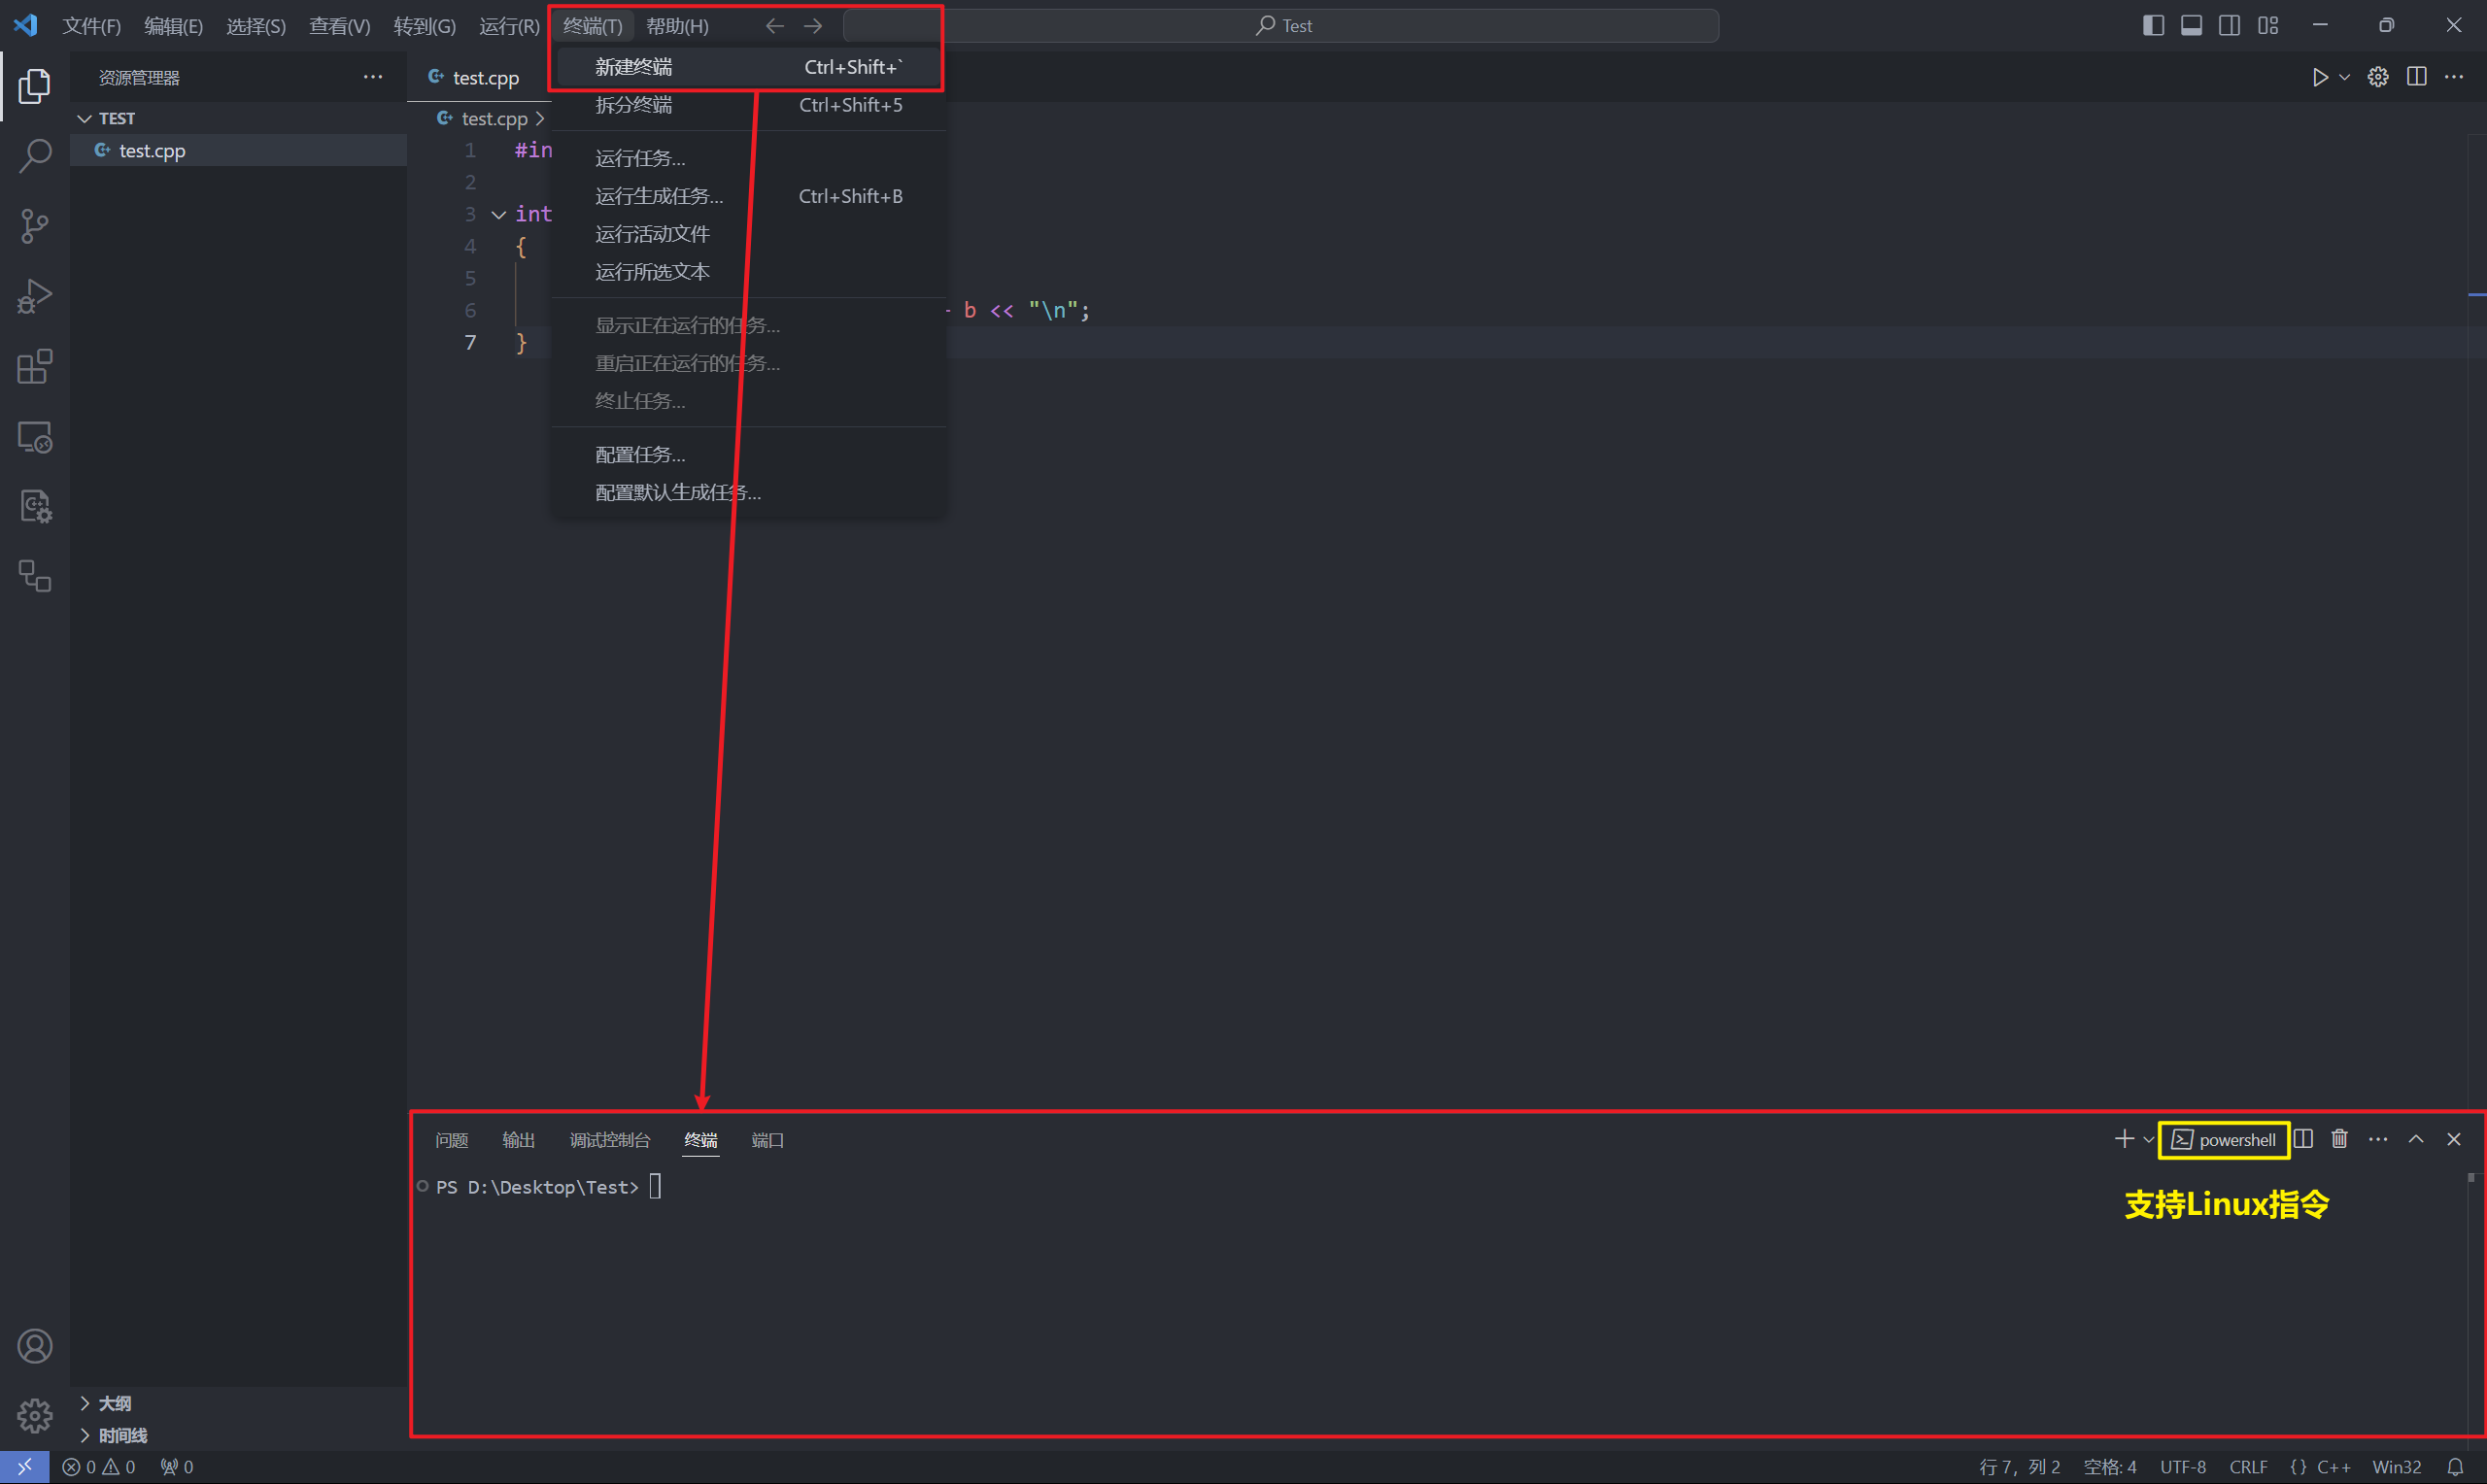 文件(F) 编辑(E) 选择(S) 查看(V) 转到(G) 运行(R) 终端(T) 帮助(H) Test
资源管理器
TEST
test.cpp
test.cpp
test.cpp
新建终端 Ctrl+Shift+`
拆分终端 Ctrl+Shift+5
运行任务...
运行生成任务... Ctrl+Shift+B
运行活动文件
运行所选文本
显示正在运行的任务...
重启正在运行的任务...
终止任务...
配置任务...
配置默认生成任务...
1 #in
2
3 int
4 {
5
6 b << "\n";
7 }
问题 输出 调试控制台 终端 端口 powershell
PS D:\Desktop\Test>
支持Linux指令
大纲
时间线
0 0 0 行 7，列 2 空格: 4 UTF-8 CRLF {} C++ Win32